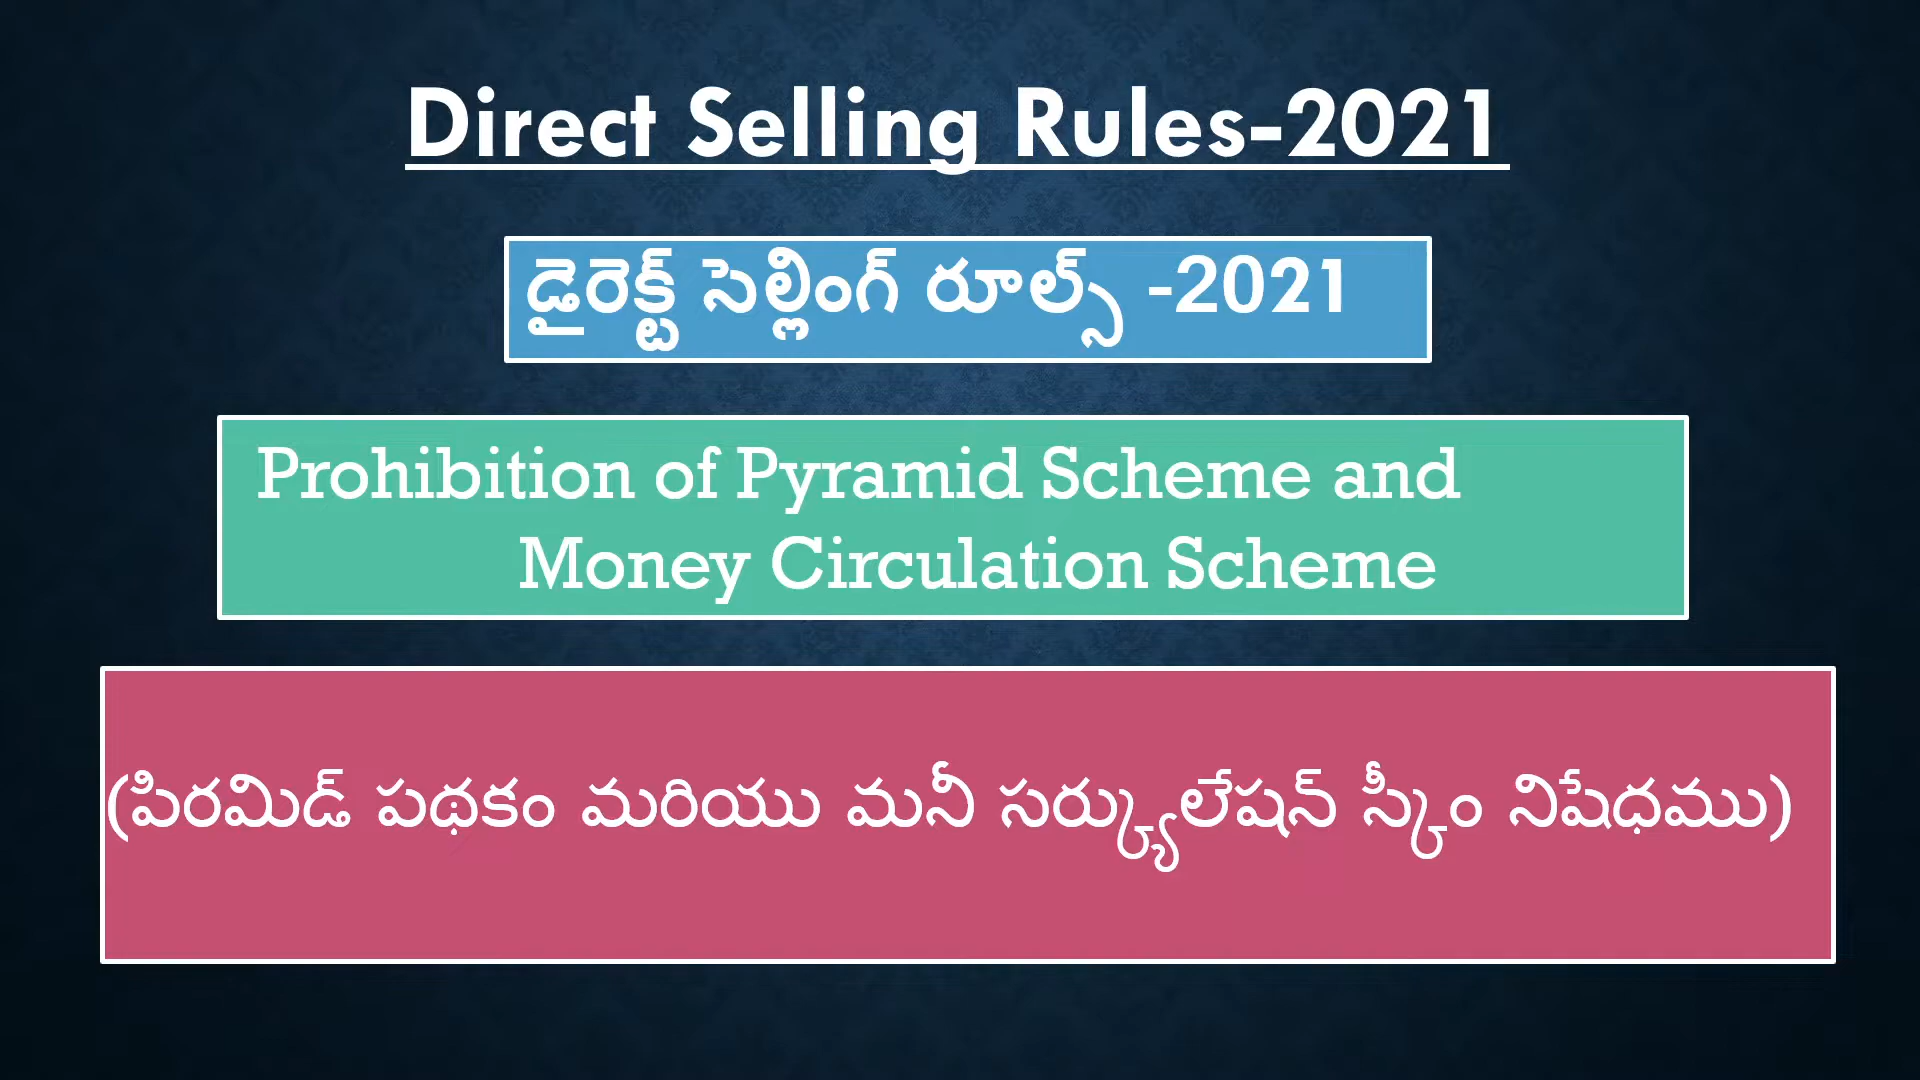 Direct Selling Rules-2021
డైరెక్ట్ సెల్లింగ్ రూల్స్ -2021
Prohibition of Pyramid Scheme and
Money Circulation Scheme
(పిరమిడ్ పథకం మరియు మనీ సర్క్యులేషన్ స్కీం నిషేధము)